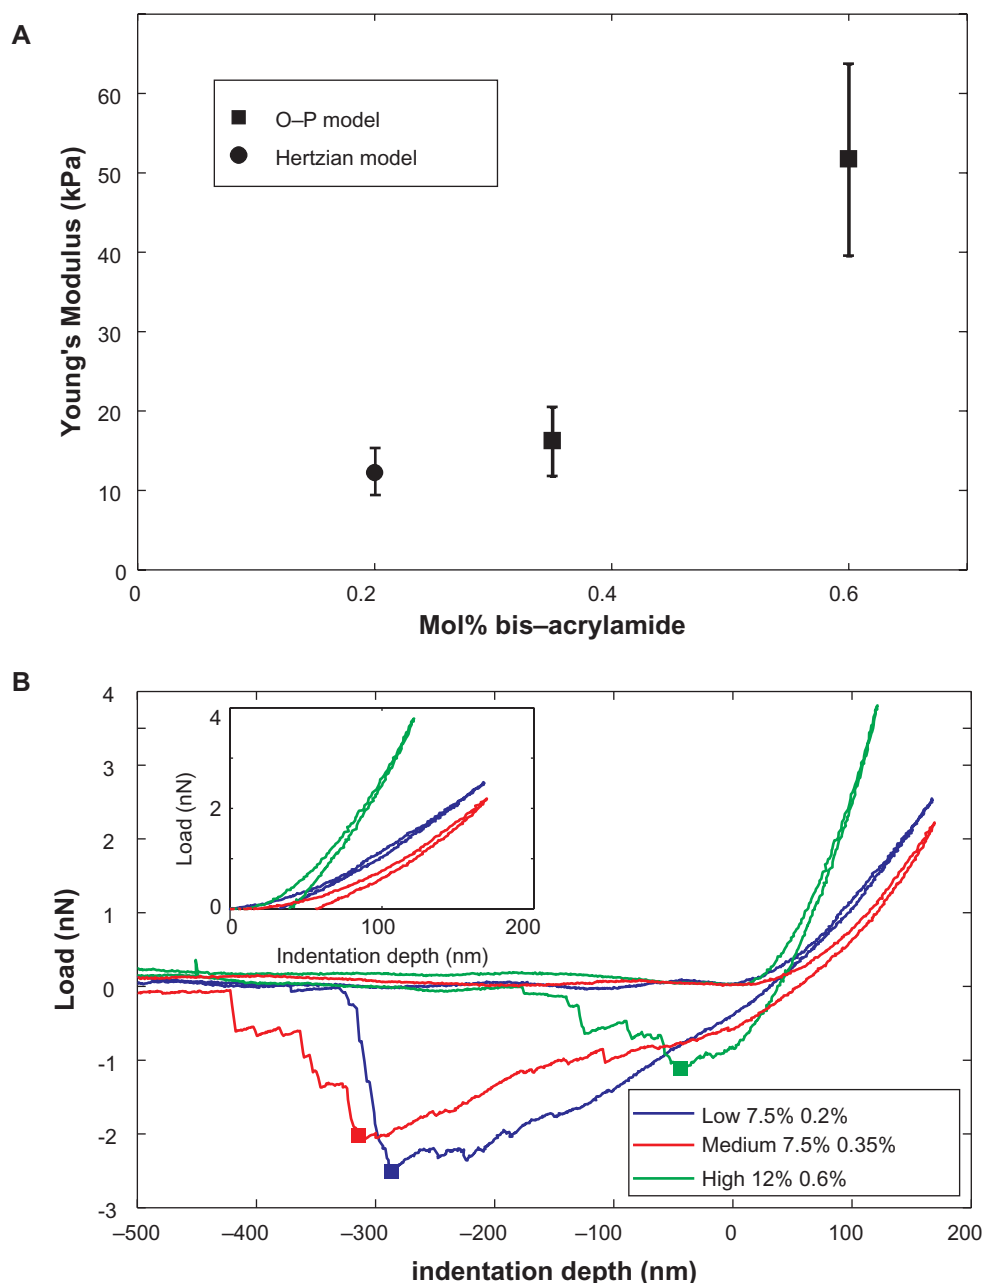 A
Young's Modulus (kPa)
60
50
40
30
20
10
0
O–P model
Hertzian model
0
0.2
0.4
0.6
Mol% bis–acrylamide
B
Load (nN)
4
3
2
1
0
–1
–2
–3
Load (nN)
4
2
0
0
100
200
Indentation depth (nm)
Low 7.5% 0.2%
Medium 7.5% 0.35%
High 12% 0.6%
–500
–400
–300
–200
–100
0
100
200
indentation depth (nm)